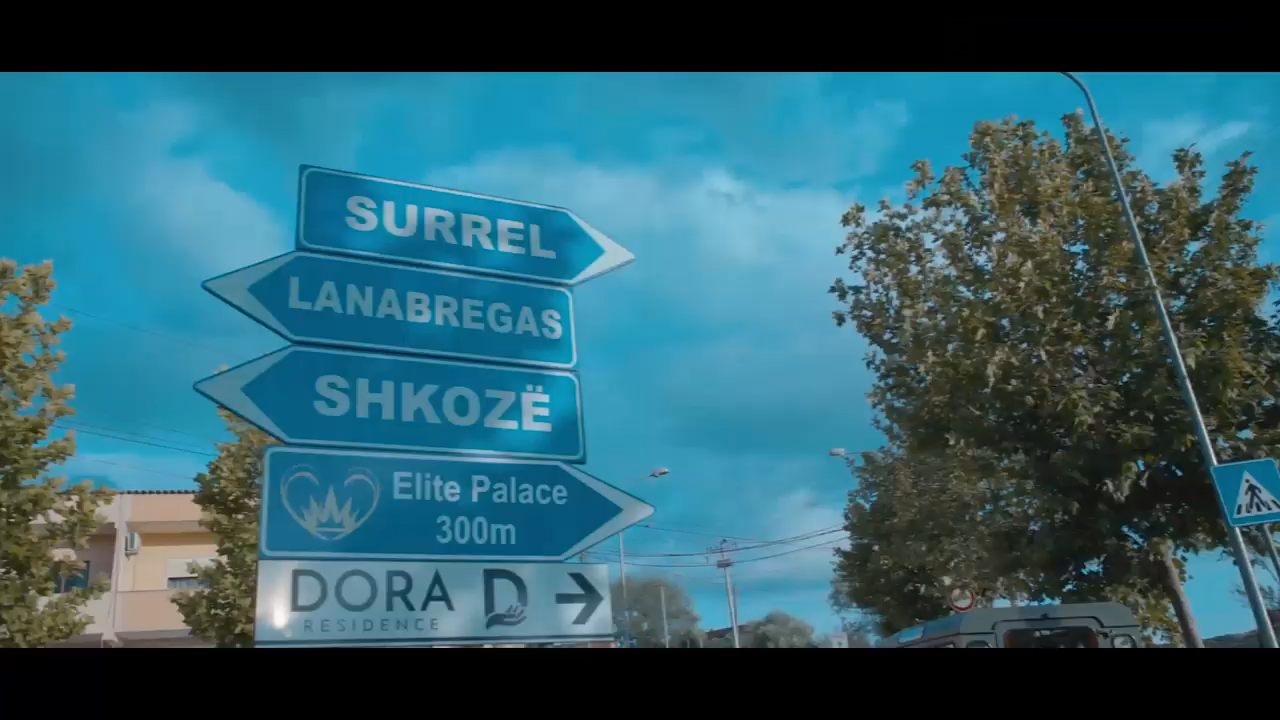 SURREL
LANABREGAS
SHKOZË
Elite Palace
300m
DORA D
RESIDENCE